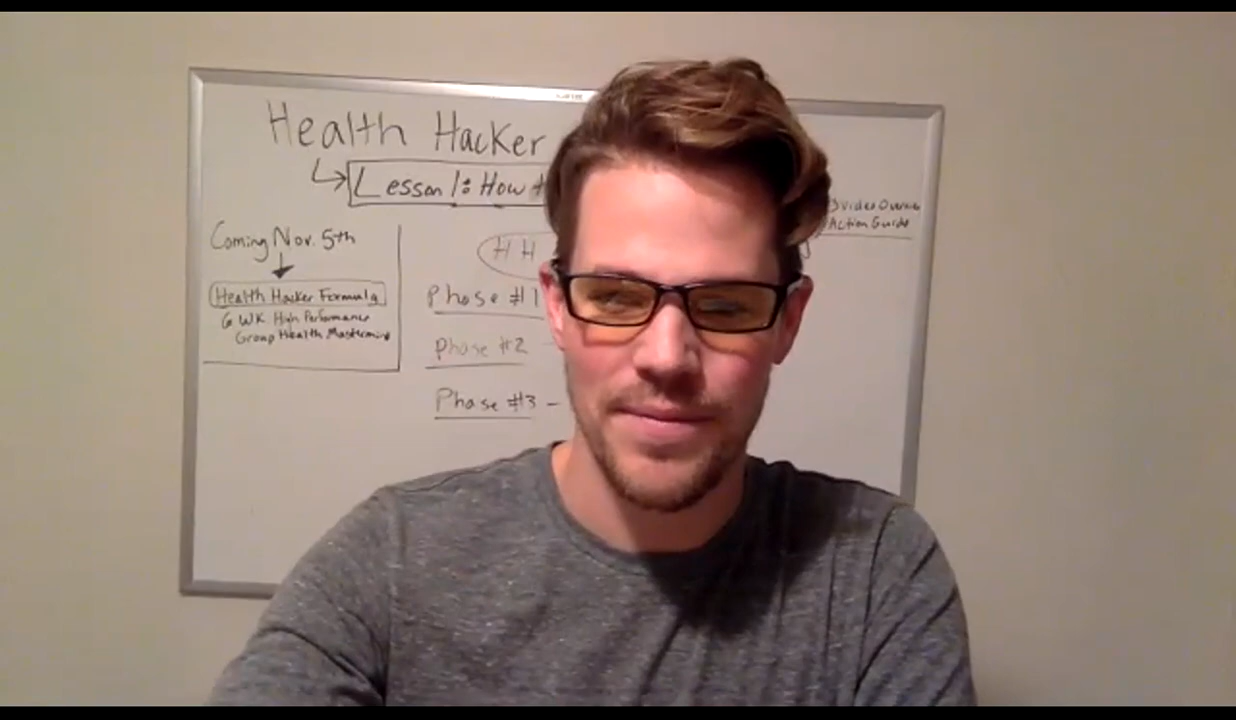 Health Hacker
Lesson 1: How
3 video Overview
Action Guide
Coming Nov. 5th
Health Hacker Formula
6 WK High Performance
Group Health Mastermind
H H
Phase #1
Phase #2
Phase #3 -